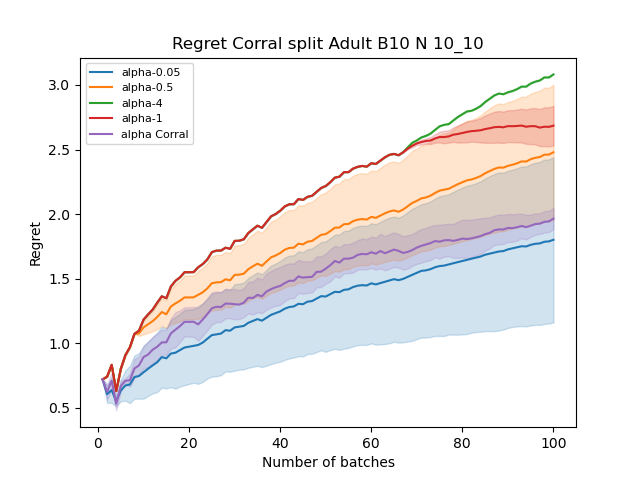 Regret Corral split Adult B10 N 10_10
alpha-0.05
alpha-0.5
alpha-4
alpha-1
alpha Corral
Regret
3.0
2.5
2.0
1.5
1.0
0.5
0
20
40
60
80
100
Number of batches